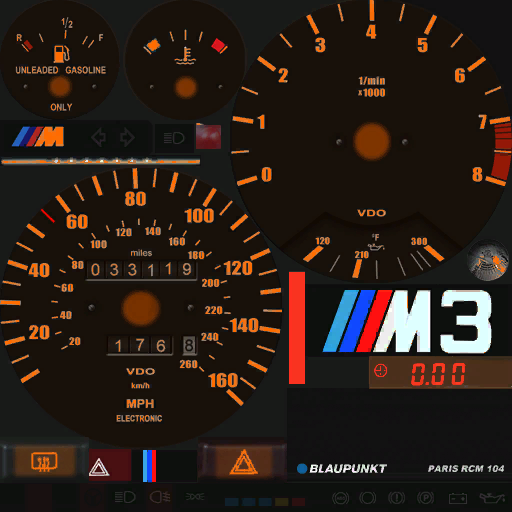 R 1/2 F
UNLEADED GASOLINE
ONLY
M
0 1 2 3 4 5 6 7 8
1/min
x1000
VDO
°F
120 210 300
20 40 60 80 100 120 140 160
20 40 60 80 100 120 140 160 180 200 220 240 260
miles
033119
176 8
VDO
km/h
MPH
ELECTRONIC
M3
0.00
BLAUPUNKT
PARIS RCM 104